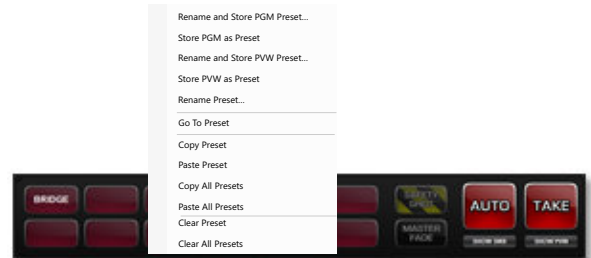 Rename and Store PGM Preset...
Store PGM as Preset
Rename and Store PVW Preset...
Store PVW as Preset
Rename Preset...
Go To Preset
Copy Preset
Paste Preset
Copy All Presets
Paste All Presets
Clear Preset
Clear All Presets
BRIDGE
SAFETY SHOT
MASTER FADE
AUTO
TAKE